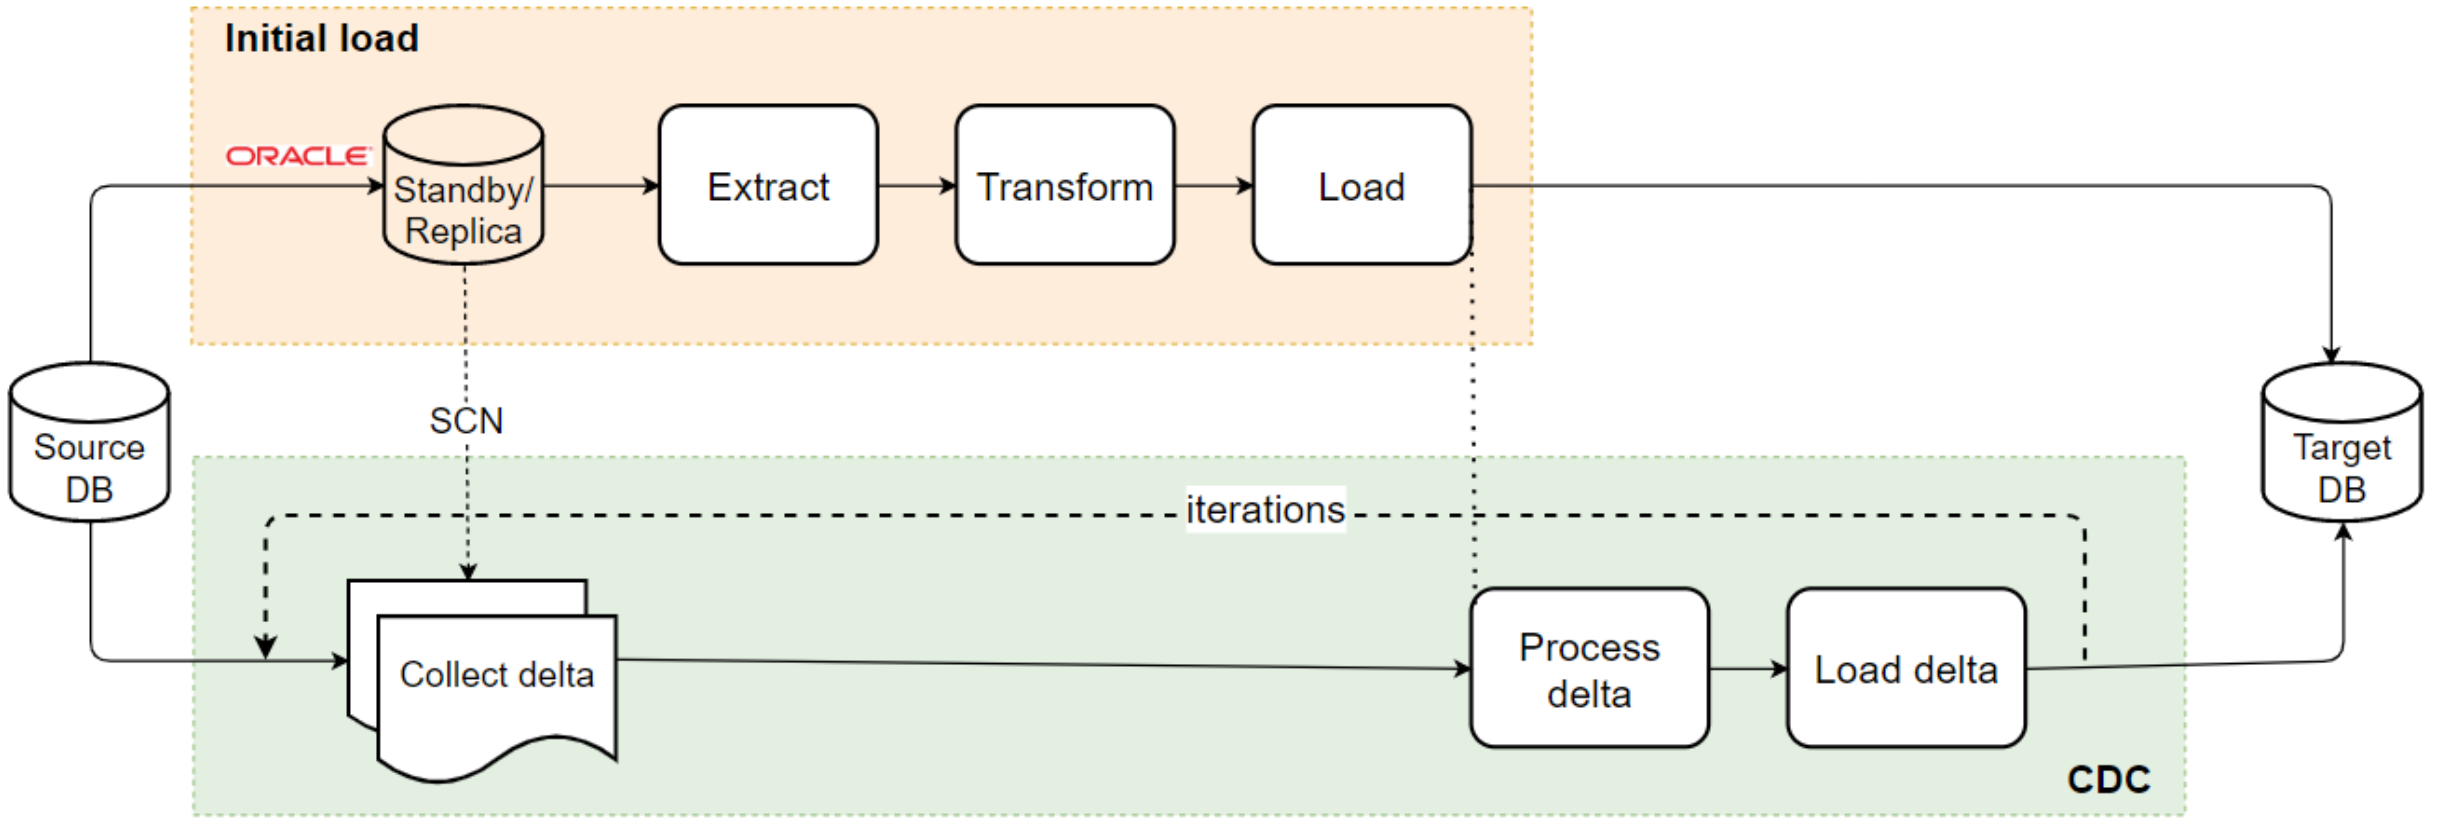 Initial load
ORACLE
Standby/
Replica
Extract
Transform
Load
SCN
Source
DB
Target
DB
iterations
Collect delta
Process
delta
Load delta
CDC